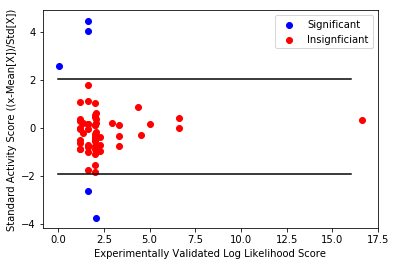 Significant
Insignficiant
Standard Activity Score ((x-Mean[X])/Std[X])
4
2
0
−2
−4
0.0 2.5 5.0 7.5 10.0 12.5 15.0 17.5
Experimentally Validated Log Likelihood Score